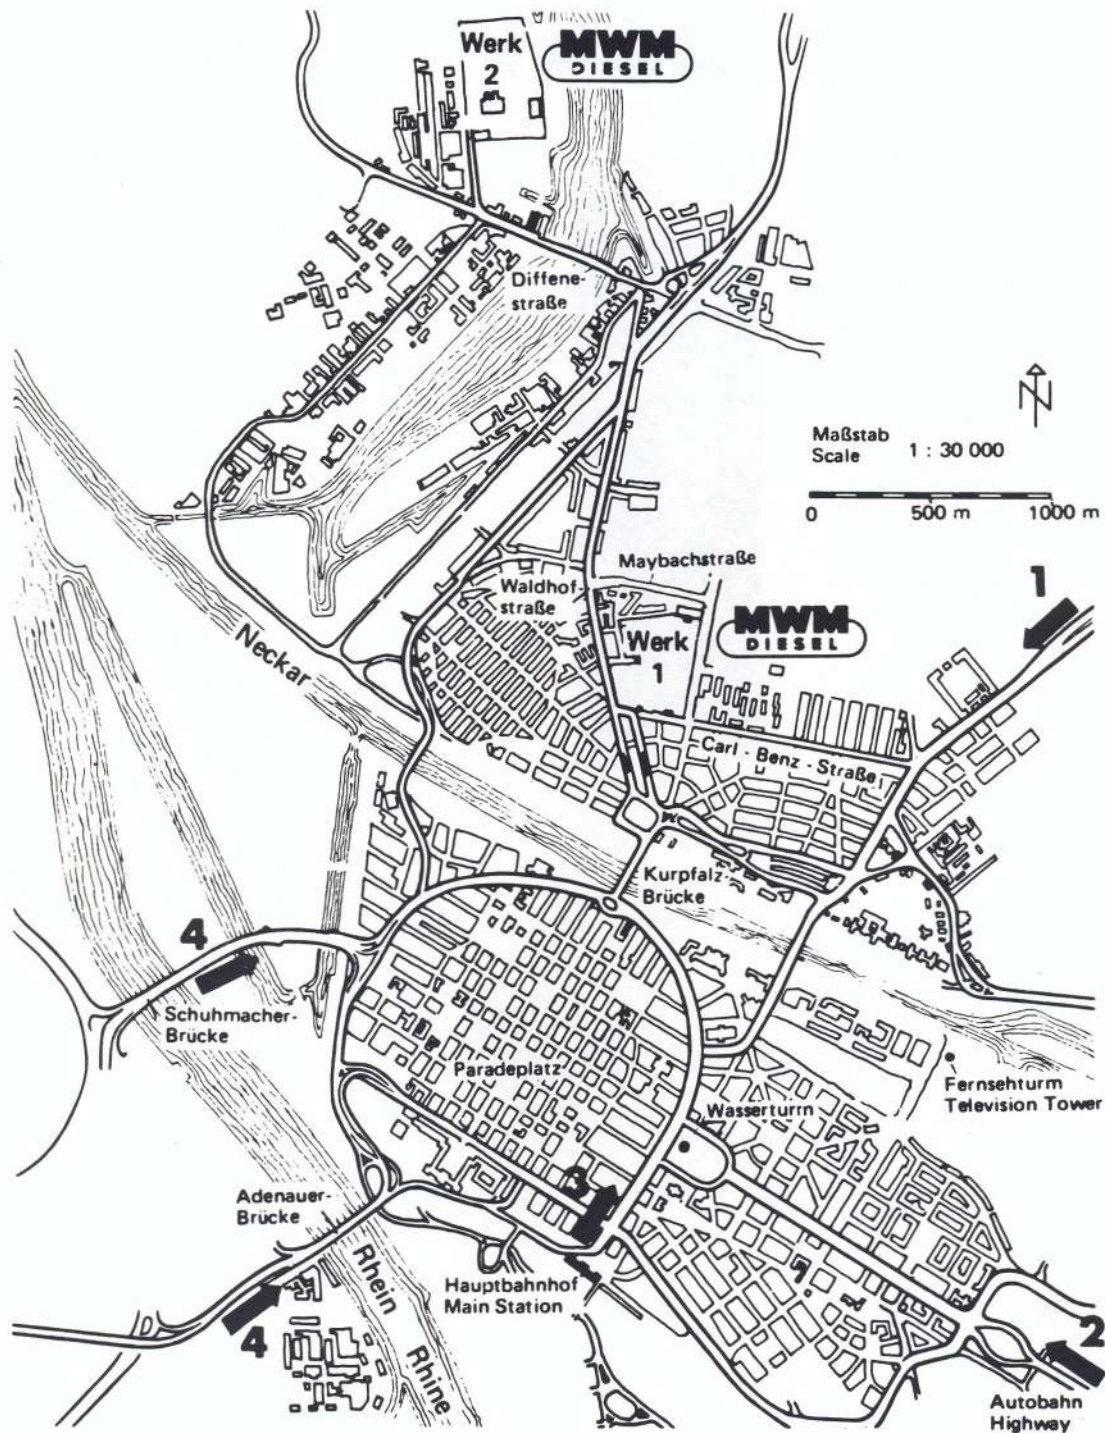 Werk
2
MWM
DIESEL
Diffene-
straße
N
Maßstab
Scale
1 : 30 000
0 500 m 1000 m
Maybachstraße
1
Waldhof-
straße
MWM
DIESEL
Werk
1
Neckar
Carl - Benz - Straße
Kurpfalz-
Brücke
4
Schuhmacher-
Brücke
Paradeplatz
Fernsehturm
Television Tower
Wasserturm
3
Adenauer-
Brücke
Rhein
Rhine
Hauptbahnhof
Main Station
4
2
Autobahn
Highway